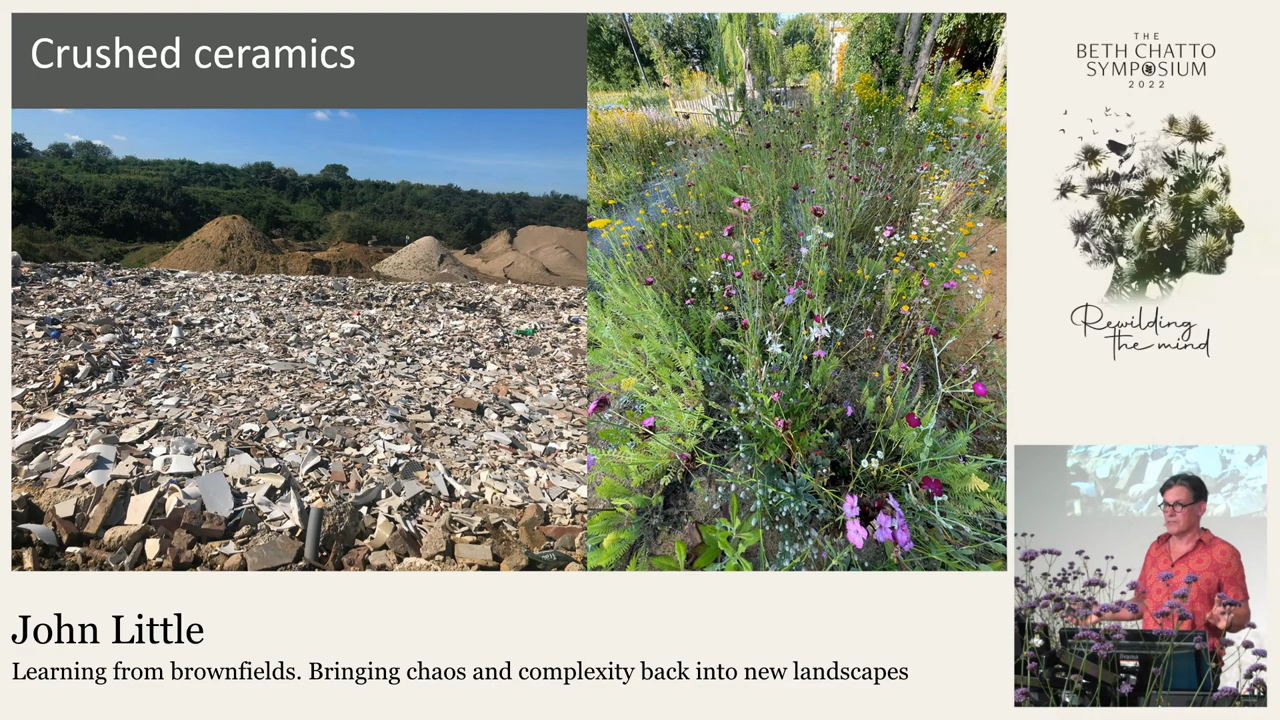 Crushed ceramics
THE
BETH CHATTO
SYMPOSIUM
2022
Rewilding
the mind
John Little
Learning from brownfields. Bringing chaos and complexity back into new landscapes